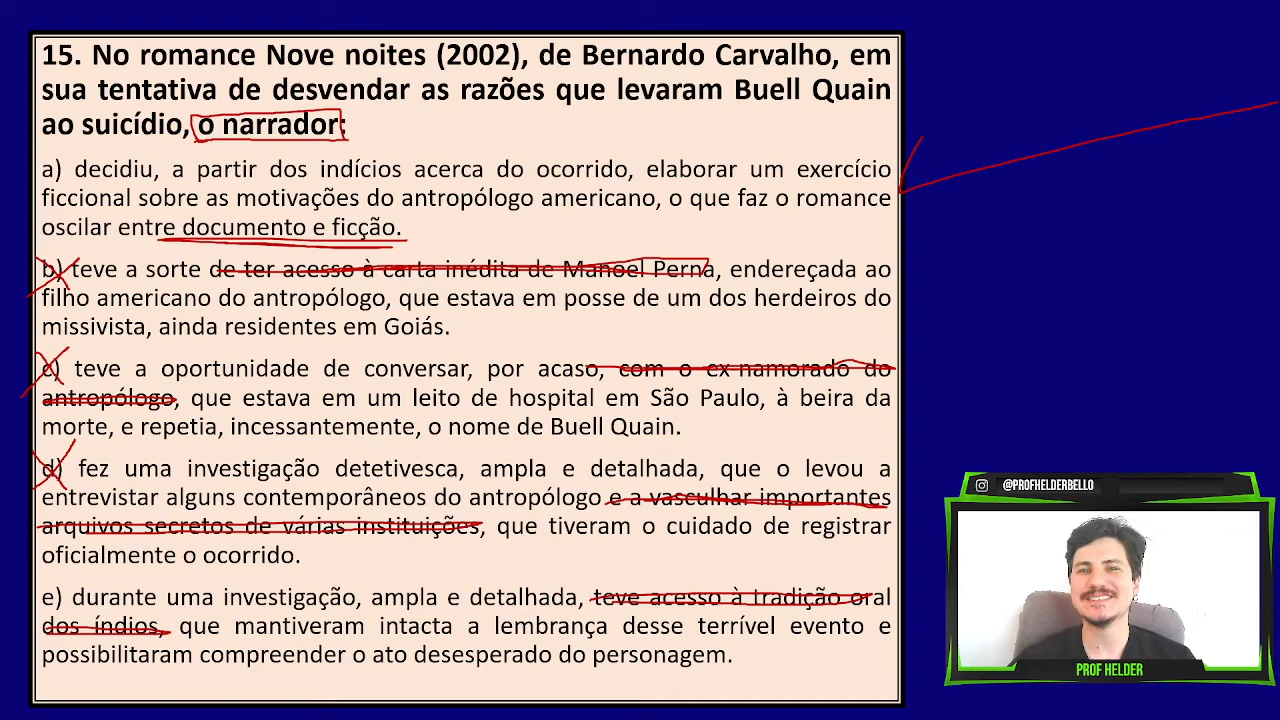 15. No romance Nove noites (2002), de Bernardo Carvalho, em
sua tentativa de desvendar as razões que levaram Buell Quain
ao suicídio, o narrador:
a) decidiu, a partir dos indícios acerca do ocorrido, elaborar um exercício
ficcional sobre as motivações do antropólogo americano, o que faz o romance
oscilar entre documento e ficção.
b) teve a sorte de ter acesso à carta inédita de Manoel Perna, endereçada ao
filho americano do antropólogo, que estava em posse de um dos herdeiros do
missivista, ainda residentes em Goiás.
c) teve a oportunidade de conversar, por acaso, com o ex-namorado do
antropólogo, que estava em um leito de hospital em São Paulo, à beira da
morte, e repetia, incessantemente, o nome de Buell Quain.
d) fez uma investigação detetivesca, ampla e detalhada, que o levou a
entrevistar alguns contemporâneos do antropólogo e a vasculhar importantes
arquivos secretos de várias instituições, que tiveram o cuidado de registrar
oficialmente o ocorrido.
e) durante uma investigação, ampla e detalhada, teve acesso à tradição oral
dos índios, que mantiveram intacta a lembrança desse terrível evento e
possibilitaram compreender o ato desesperado do personagem.
@PROFHELDERBELLO
PROF HELDER